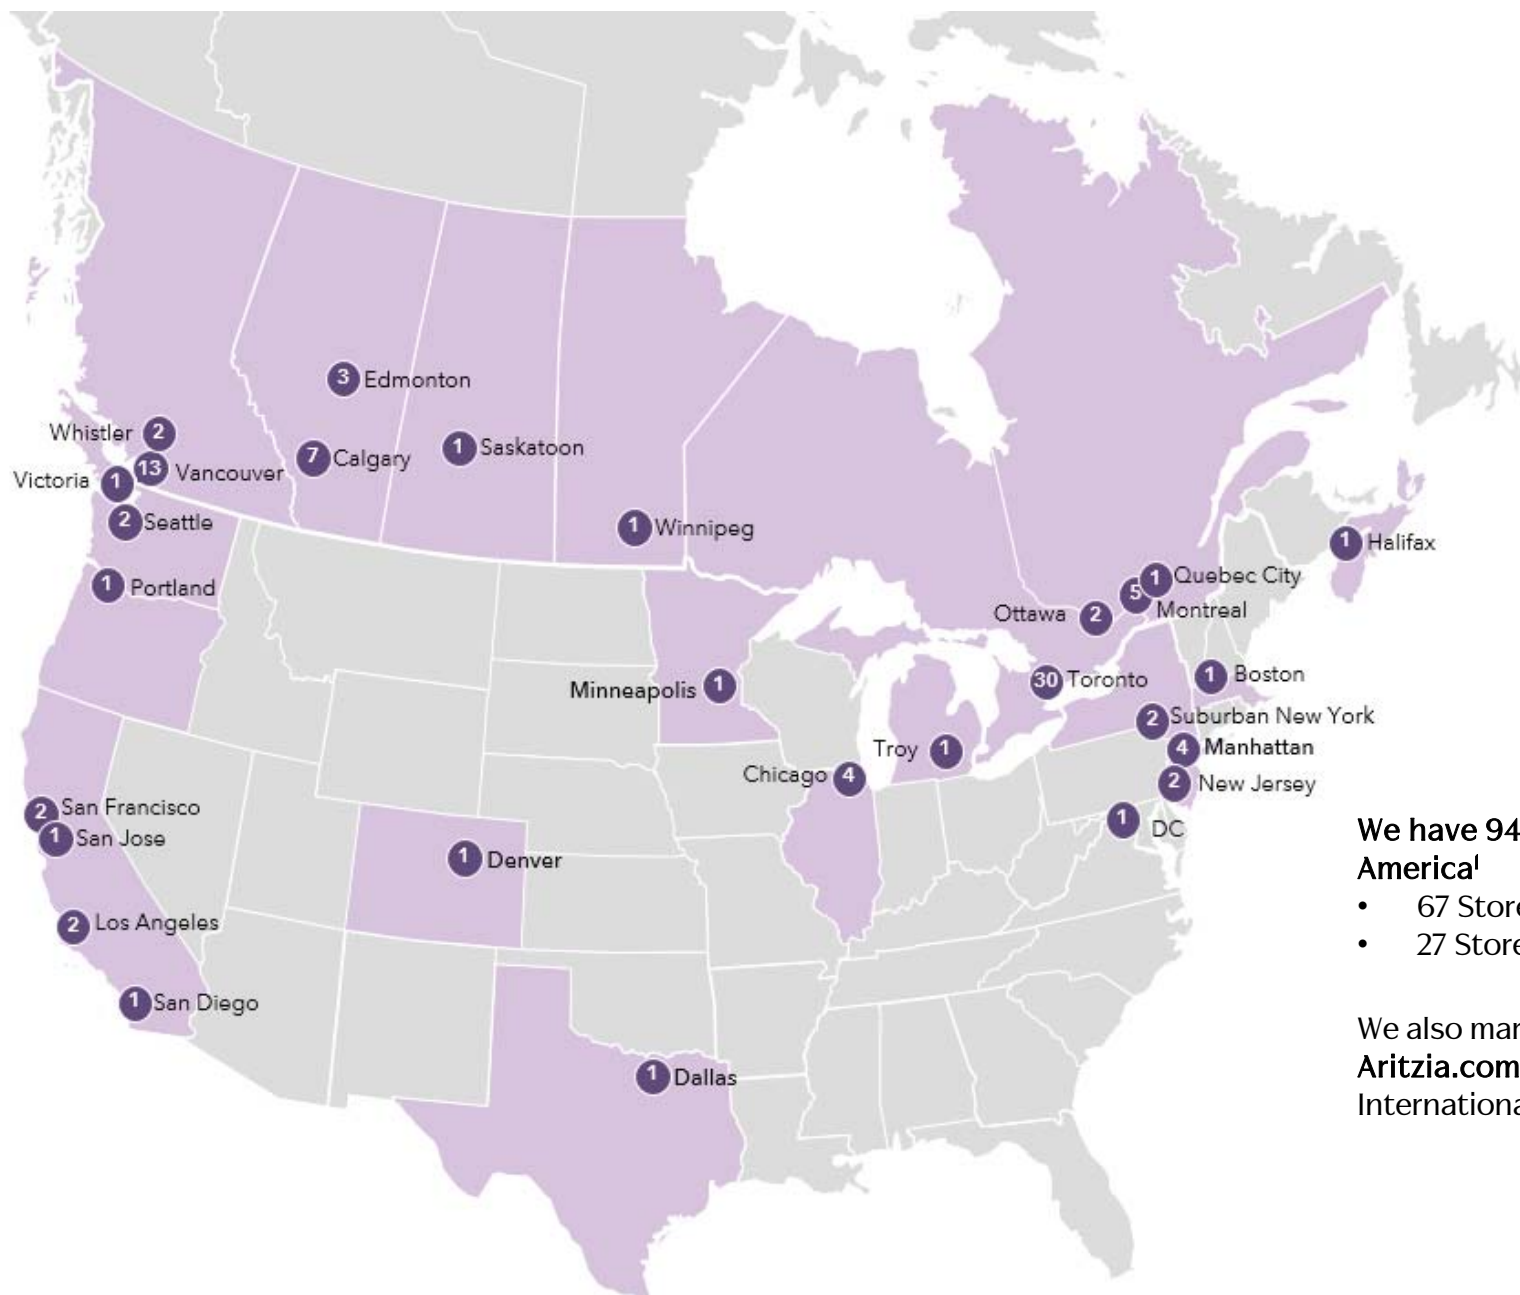 3 Edmonton
Whistler 2
7 Calgary
1 Saskatoon
13 Vancouver
Victoria 1
2 Seattle
1 Winnipeg
1 Halifax
1 Portland
1 Quebec City
5 Montreal
Ottawa 2
30 Toronto
1 Boston
Minneapolis 1
2 Suburban New York
Troy 1
4 Manhattan
Chicago 4
2 New Jersey
2 San Francisco
1 San Jose
1 DC
1 Denver
2 Los Angeles
1 San Diego
1 Dallas
We have 94
America¹
• 67 Store
• 27 Store
We also mar
Aritzia.com
Internationa